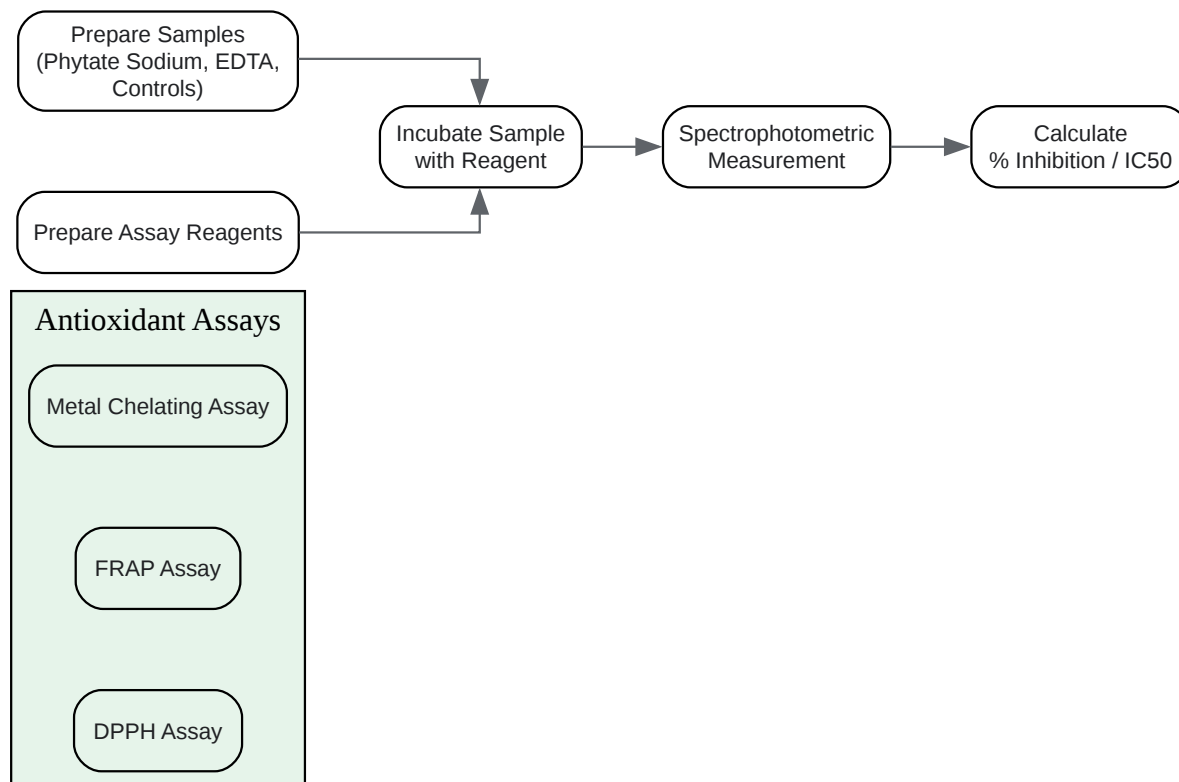 Prepare Samples
(Phytate Sodium, EDTA,
Controls)
Incubate Sample
with Reagent
Spectrophotometric
Measurement
Calculate
% Inhibition / IC50
Prepare Assay Reagents
Antioxidant Assays
Metal Chelating Assay
FRAP Assay
DPPH Assay